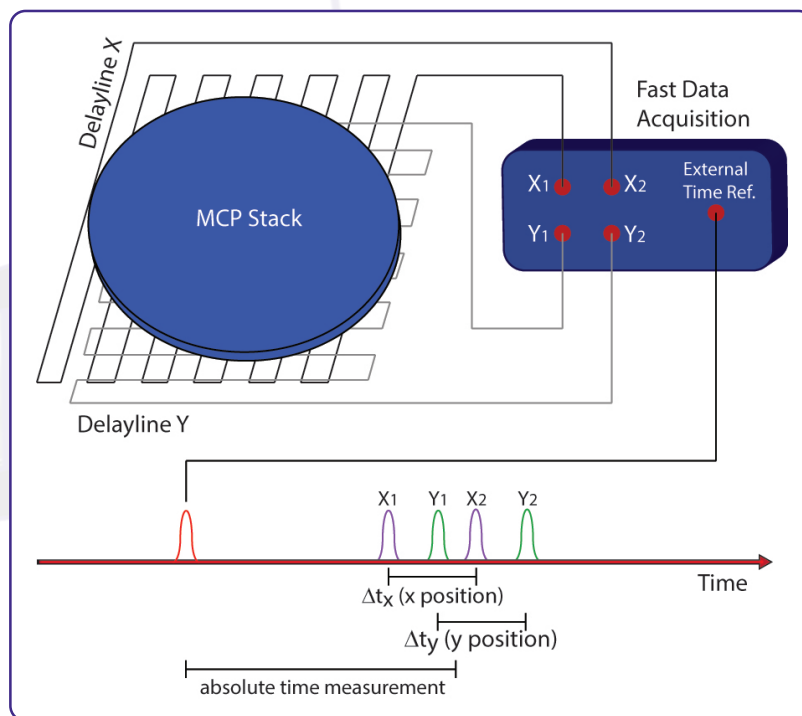 Delayline X
Fast Data
Acquisition
MCP Stack
External
Time Ref.
X1
X2
Y1
Y2
Delayline Y
X1
Y1
X2
Y2
Time
Δtx (x position)
Δty (y position)
absolute time measurement